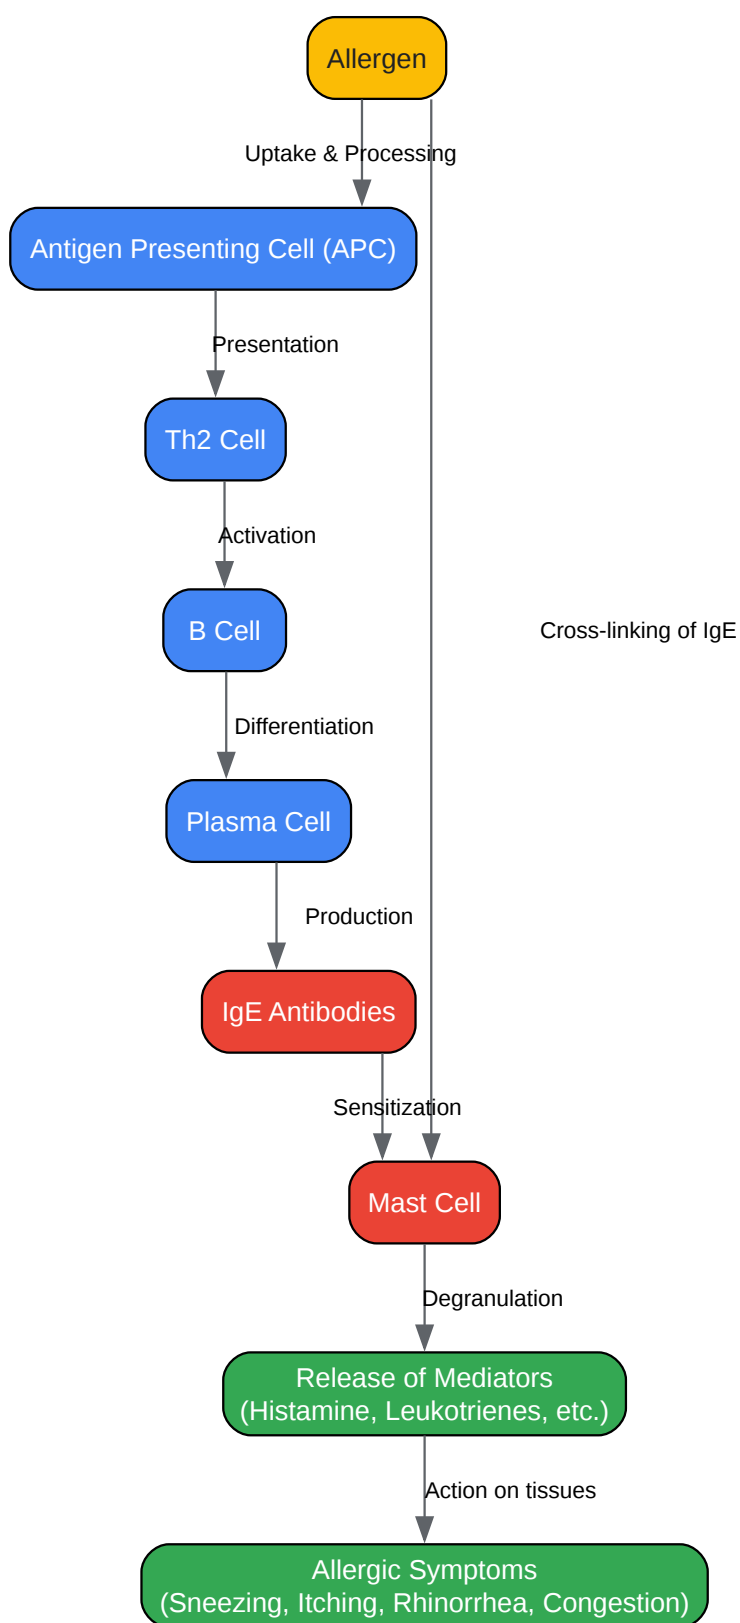 Allergen
Uptake & Processing
Antigen Presenting Cell (APC)
Presentation
Th2 Cell
Activation
B Cell
Cross-linking of IgE
Differentiation
Plasma Cell
Production
IgE Antibodies
Sensitization
Mast Cell
Degranulation
Release of Mediators
(Histamine, Leukotrienes, etc.)
Action on tissues
Allergic Symptoms
(Sneezing, Itching, Rhinorrhea, Congestion)